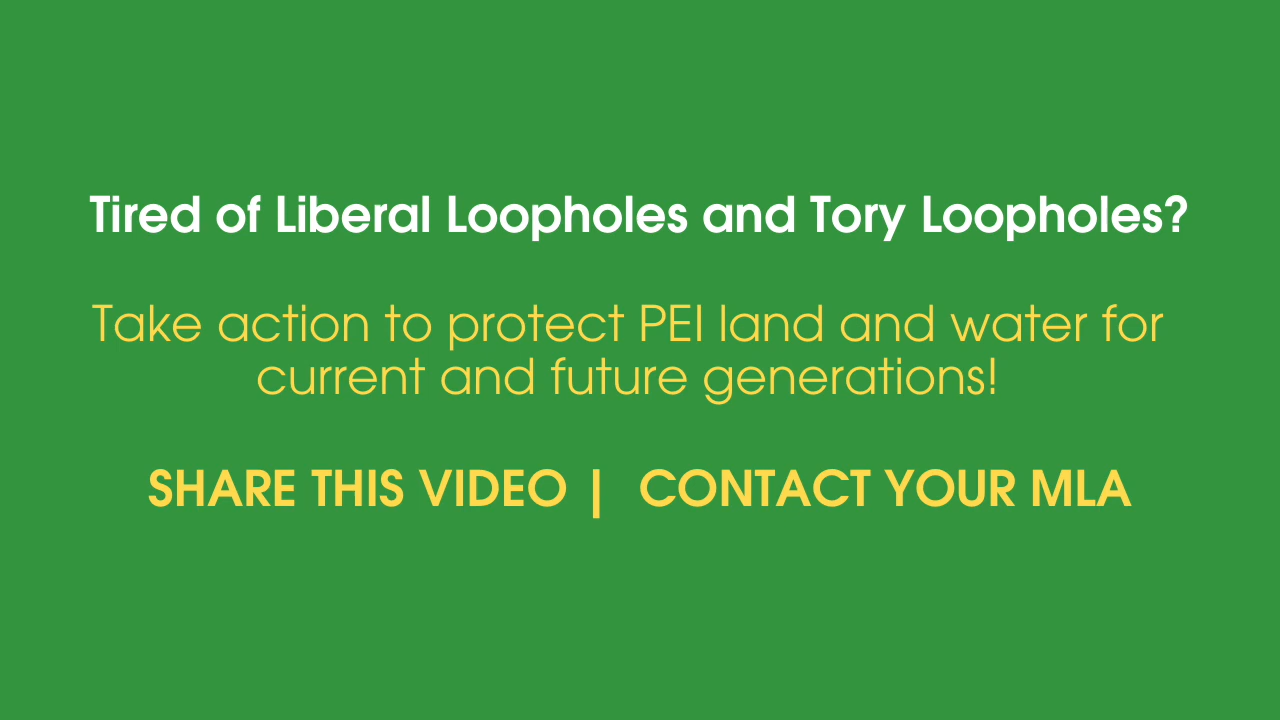 Tired of Liberal Loopholes and Tory Loopholes?
Take action to protect PEI land and water for
current and future generations!
SHARE THIS VIDEO | CONTACT YOUR MLA